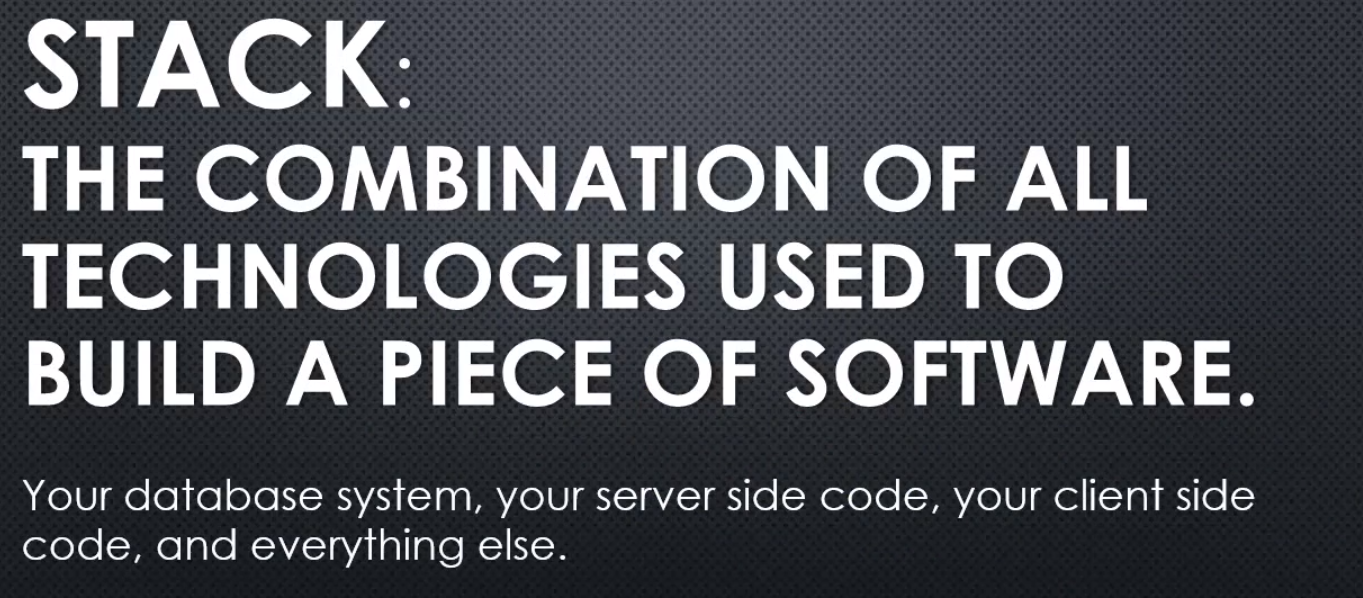 STACK:
THE COMBINATION OF ALL
TECHNOLOGIES USED TO
BUILD A PIECE OF SOFTWARE.
Your database system, your server side code, your client side
code, and everything else.